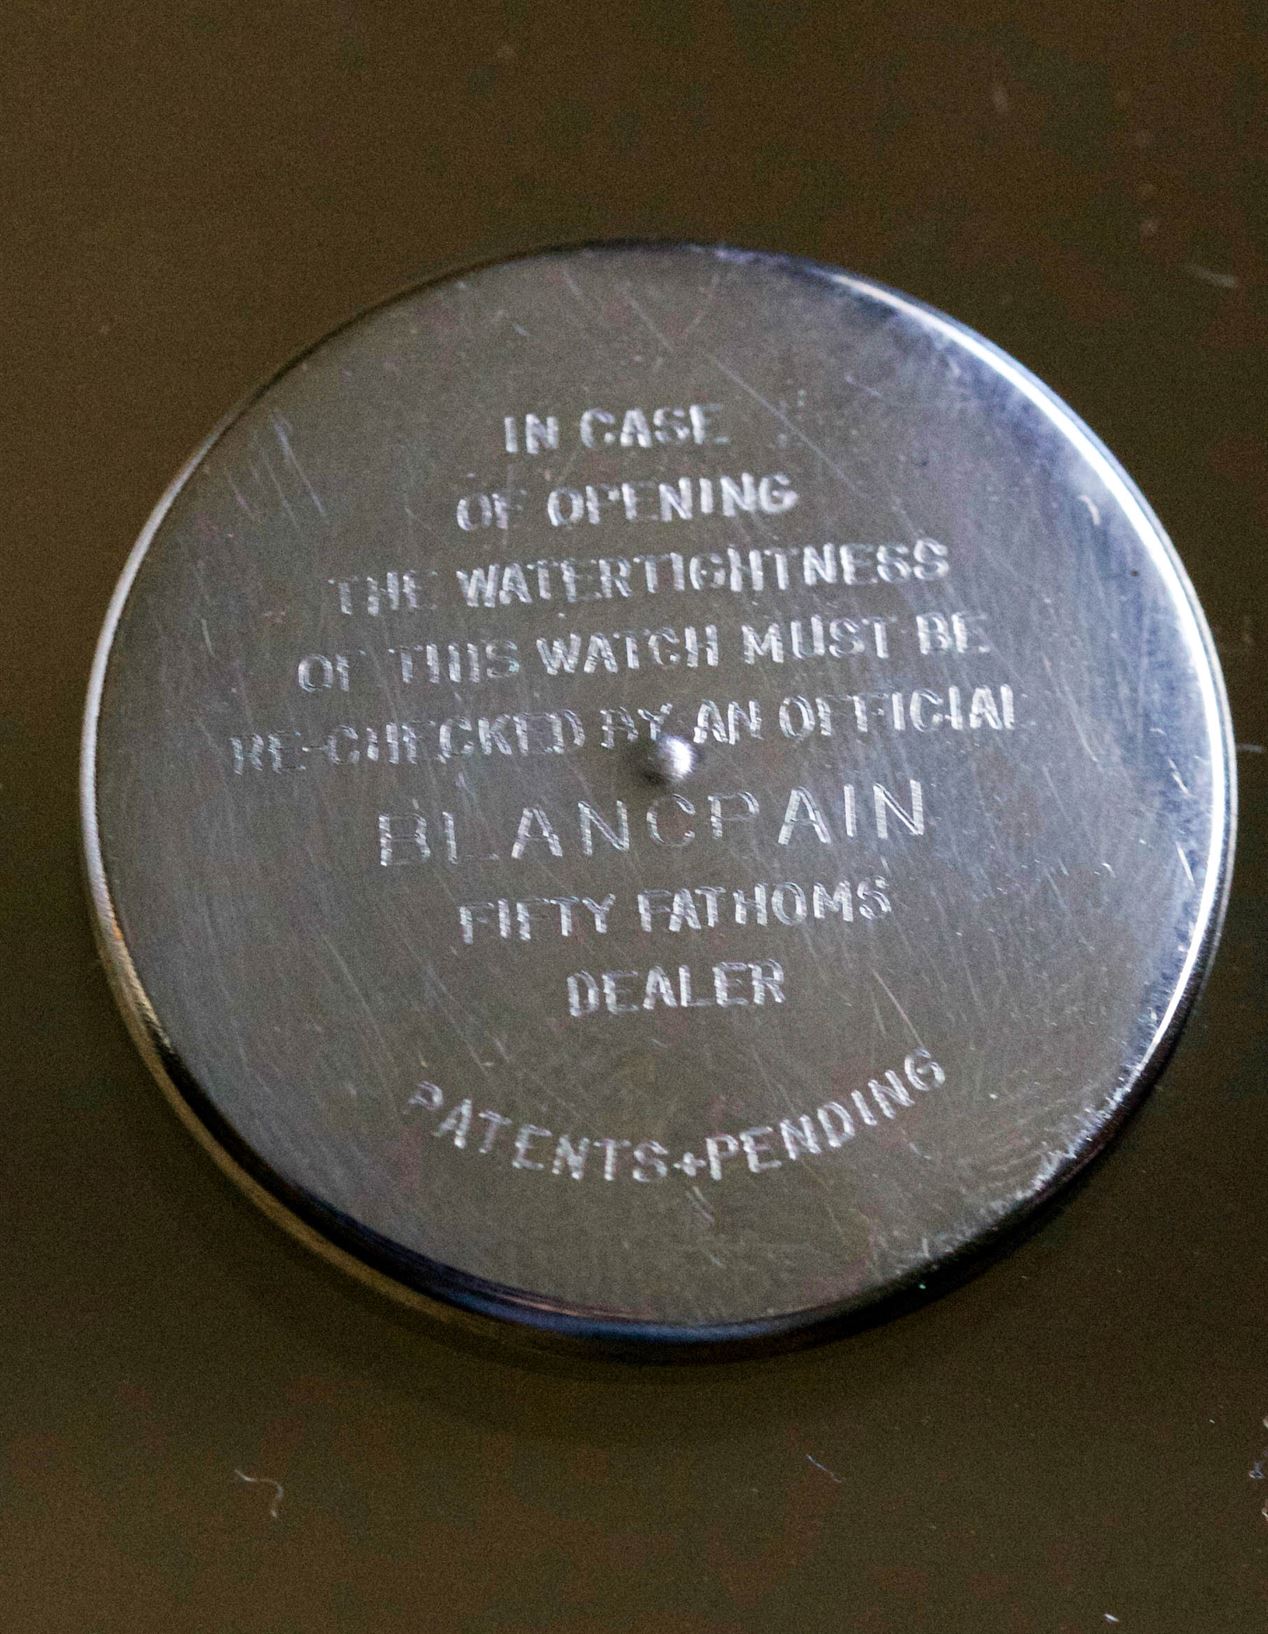 IN CASE
OF OPENING
THE WATERTIGHTNESS
OF THIS WATCH MUST BE
RE-CHECKED BY AN OFFICIAL
BLANCPAIN
FIFTY FATHOMS
DEALER
PATENTS+PENDING